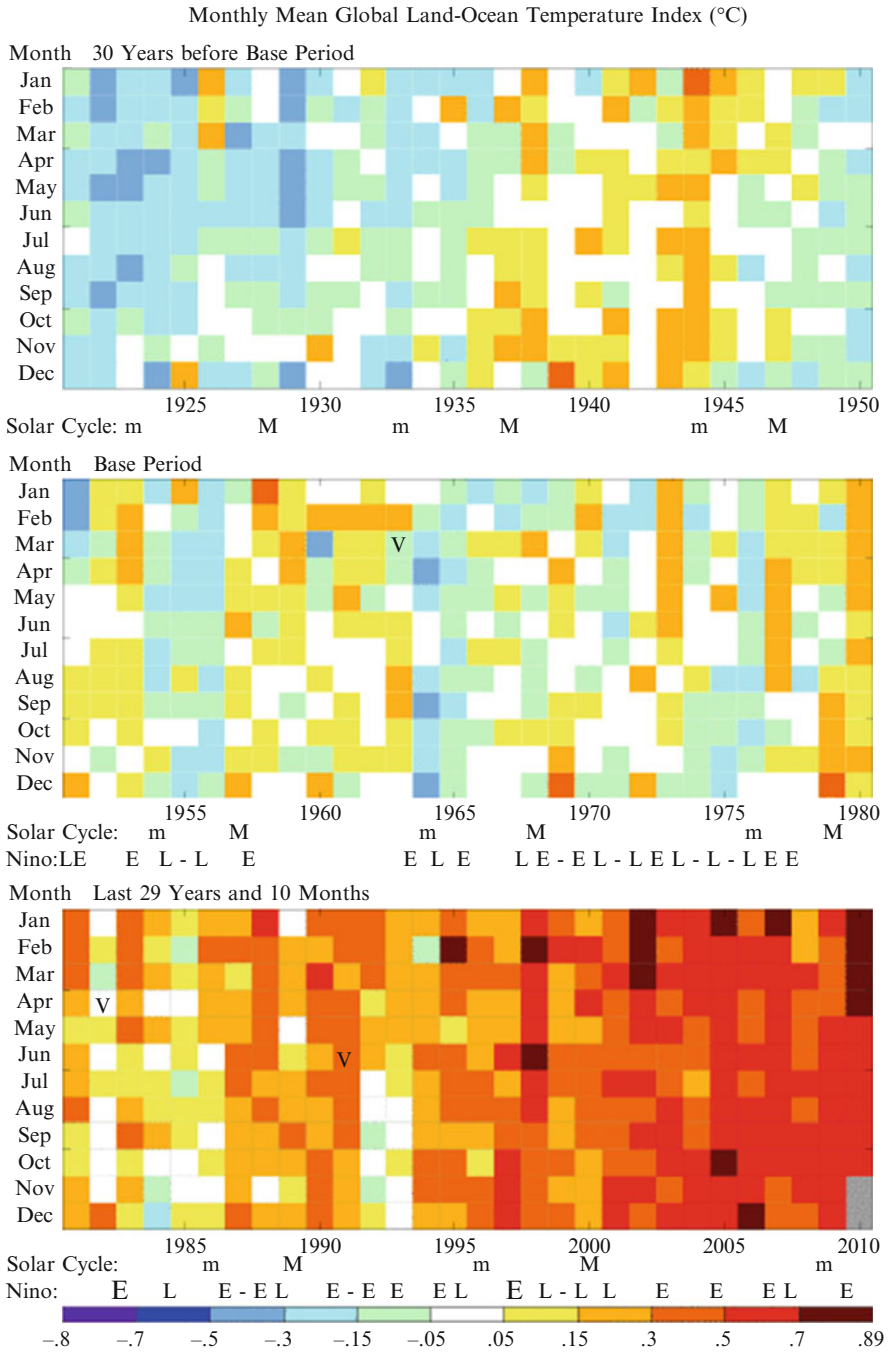 Monthly Mean Global Land-Ocean Temperature Index (°C)
Month 30 Years before Base Period
Jan
Feb
Mar
Apr
May
Jun
Jul
Aug
Sep
Oct
Nov
Dec
1925 1930 1935 1940 1945 1950
Solar Cycle: m M m M m M
Month Base Period
Jan
Feb
Mar V
Apr
May
Jun
Jul
Aug
Sep
Oct
Nov
Dec
1955 1960 1965 1970 1975 1980
Solar Cycle: m M m M m M
Nino:LE E L - L E E L E L E - E L - L E L - L - L E E
Month Last 29 Years and 10 Months
Jan
Feb
Mar
Apr V
May
Jun V
Jul
Aug
Sep
Oct
Nov
Dec
1985 1990 1995 2000 2005 2010
Solar Cycle: m M m M m
Nino: E L E - E L E - E E E L E L - L L E E E L E
–.8 –.7 –.5 –.3 –.15 –.05 .05 .15 .3 .5 .7 .89